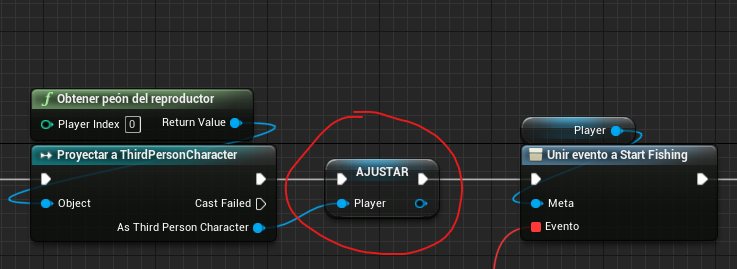 f Obtener peón del reproductor
Player Index 0 Return Value
Proyectar a ThirdPersonCharacter
Object Cast Failed
As Third Person Character
AJUSTAR
Player
Player
Unir evento a Start Fishing
Meta
Evento